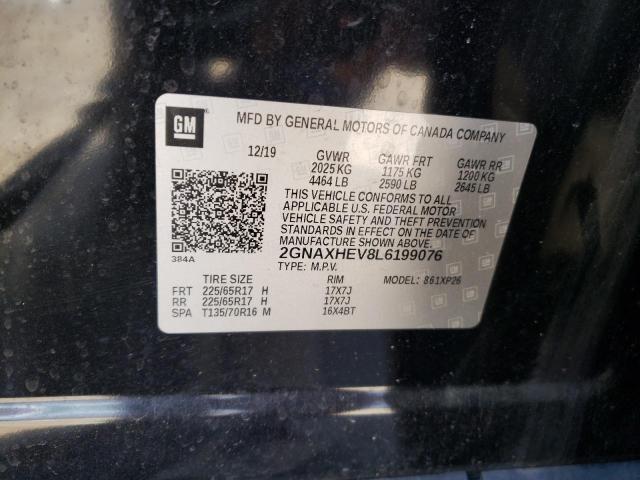 GM
MFD BY GENERAL MOTORS OF CANADA COMPANY
12/19 GVWR GAWR FRT GAWR RR
2025 KG 1175 KG 1200 KG
4464 LB 2590 LB 2645 LB
THIS VEHICLE CONFORMS TO ALL
APPLICABLE U.S. FEDERAL MOTOR
VEHICLE SAFETY AND THEFT PREVENTION
STANDARDS IN EFFECT ON THE DATE OF
MANUFACTURE SHOWN ABOVE.
384A
2GNAXHEV8L6199076
TYPE: M.P.V. MODEL: 861XP26
TIRE SIZE RIM
FRT 225/65R17 H 17X7J
RR 225/65R17 H 17X7J
SPA T135/70R16 M 16X4BT